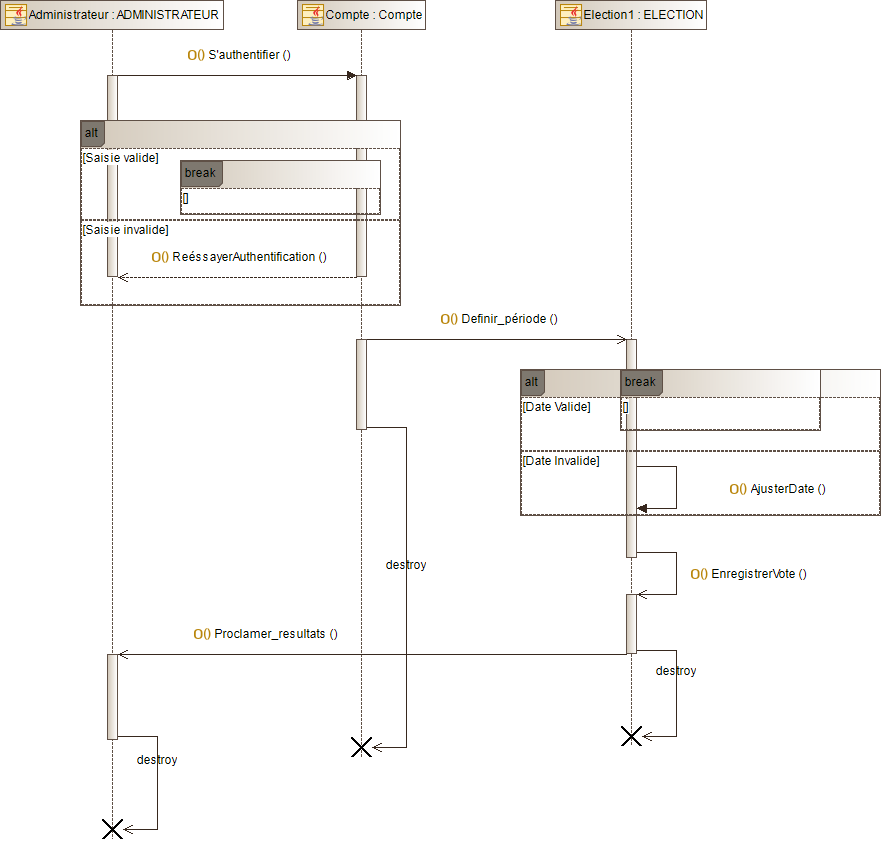 Administrateur : ADMINISTRATEUR
Compte : Compte
Election1 : ELECTION
O() S'authentifier ()
alt
[Saisie valide]
break
[]
[Saisie invalide]
O() ReéssayerAuthentification ()
O() Definir_période ()
alt
break
[Date Valide]
[]
[Date Invalide]
O() AjusterDate ()
destroy
O() EnregistrerVote ()
O() Proclamer_resultats ()
destroy
destroy